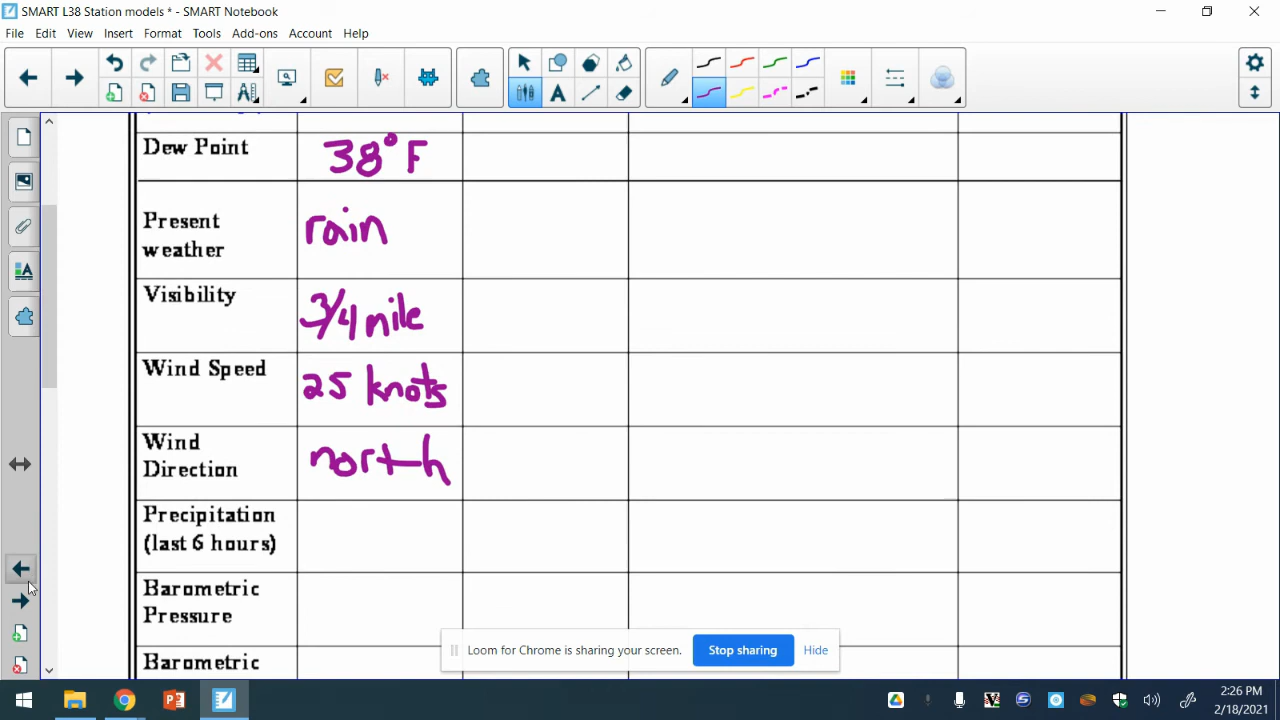 SMART L38 Station models * - SMART Notebook
File Edit View Insert Format Tools Add-ons Account Help
Dew Point 38° F
Present
weather
rain
Visibility
3/4 mile
Wind Speed
25 knots
Wind
Direction
north
Precipitation
(last 6 hours)
Barometric
Pressure
Barometric
Loom for Chrome is sharing your screen. Stop sharing Hide
2:26 PM
2/18/2021